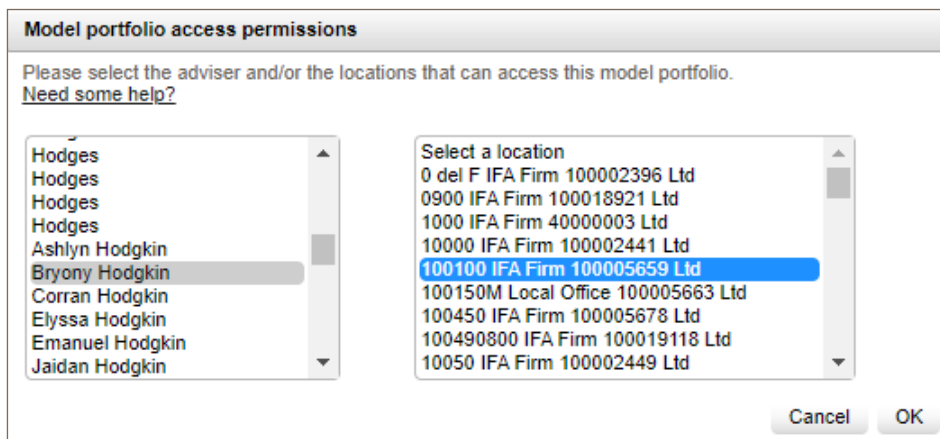 Model portfolio access permissions
Please select the adviser and/or the locations that can access this model portfolio.
Need some help?
Hodges
Hodges
Hodges
Hodges
Ashlyn Hodgkin
Bryony Hodgkin
Corran Hodgkin
Elyssa Hodgkin
Emanuel Hodgkin
Jaidan Hodgkin
Select a location
0 del F IFA Firm 100002396 Ltd
0900 IFA Firm 100018921 Ltd
1000 IFA Firm 40000003 Ltd
10000 IFA Firm 100002441 Ltd
100100 IFA Firm 100005659 Ltd
100150M Local Office 100005663 Ltd
100450 IFA Firm 100005678 Ltd
100490800 IFA Firm 100019118 Ltd
10050 IFA Firm 100002449 Ltd
Cancel OK